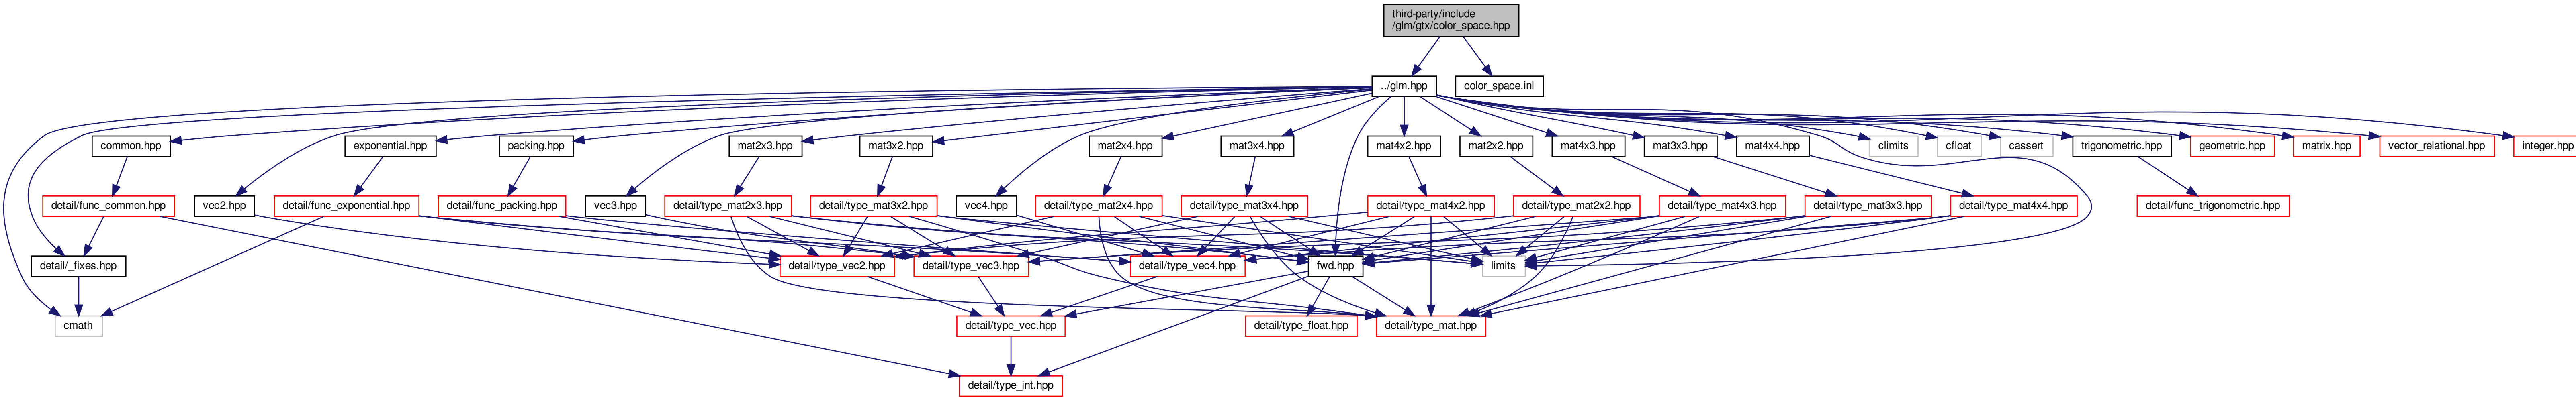 third-party/include
/glm/gtx/color_space.hpp
../glm.hpp
color_space.inl
common.hpp
exponential.hpp
packing.hpp
mat2x3.hpp
mat3x2.hpp
mat2x4.hpp
mat3x4.hpp
mat4x2.hpp
mat2x2.hpp
mat4x3.hpp
mat3x3.hpp
mat4x4.hpp
climits
cfloat
cassert
trigonometric.hpp
geometric.hpp
matrix.hpp
vector_relational.hpp
integer.hpp
detail/func_common.hpp
vec2.hpp
detail/func_exponential.hpp
detail/func_packing.hpp
vec3.hpp
detail/type_mat2x3.hpp
detail/type_mat3x2.hpp
vec4.hpp
detail/type_mat2x4.hpp
detail/type_mat3x4.hpp
detail/type_mat4x2.hpp
detail/type_mat2x2.hpp
detail/type_mat4x3.hpp
detail/type_mat3x3.hpp
detail/type_mat4x4.hpp
detail/func_trigonometric.hpp
detail/_fixes.hpp
detail/type_vec2.hpp
detail/type_vec3.hpp
detail/type_vec4.hpp
fwd.hpp
limits
cmath
detail/type_vec.hpp
detail/type_float.hpp
detail/type_mat.hpp
detail/type_int.hpp